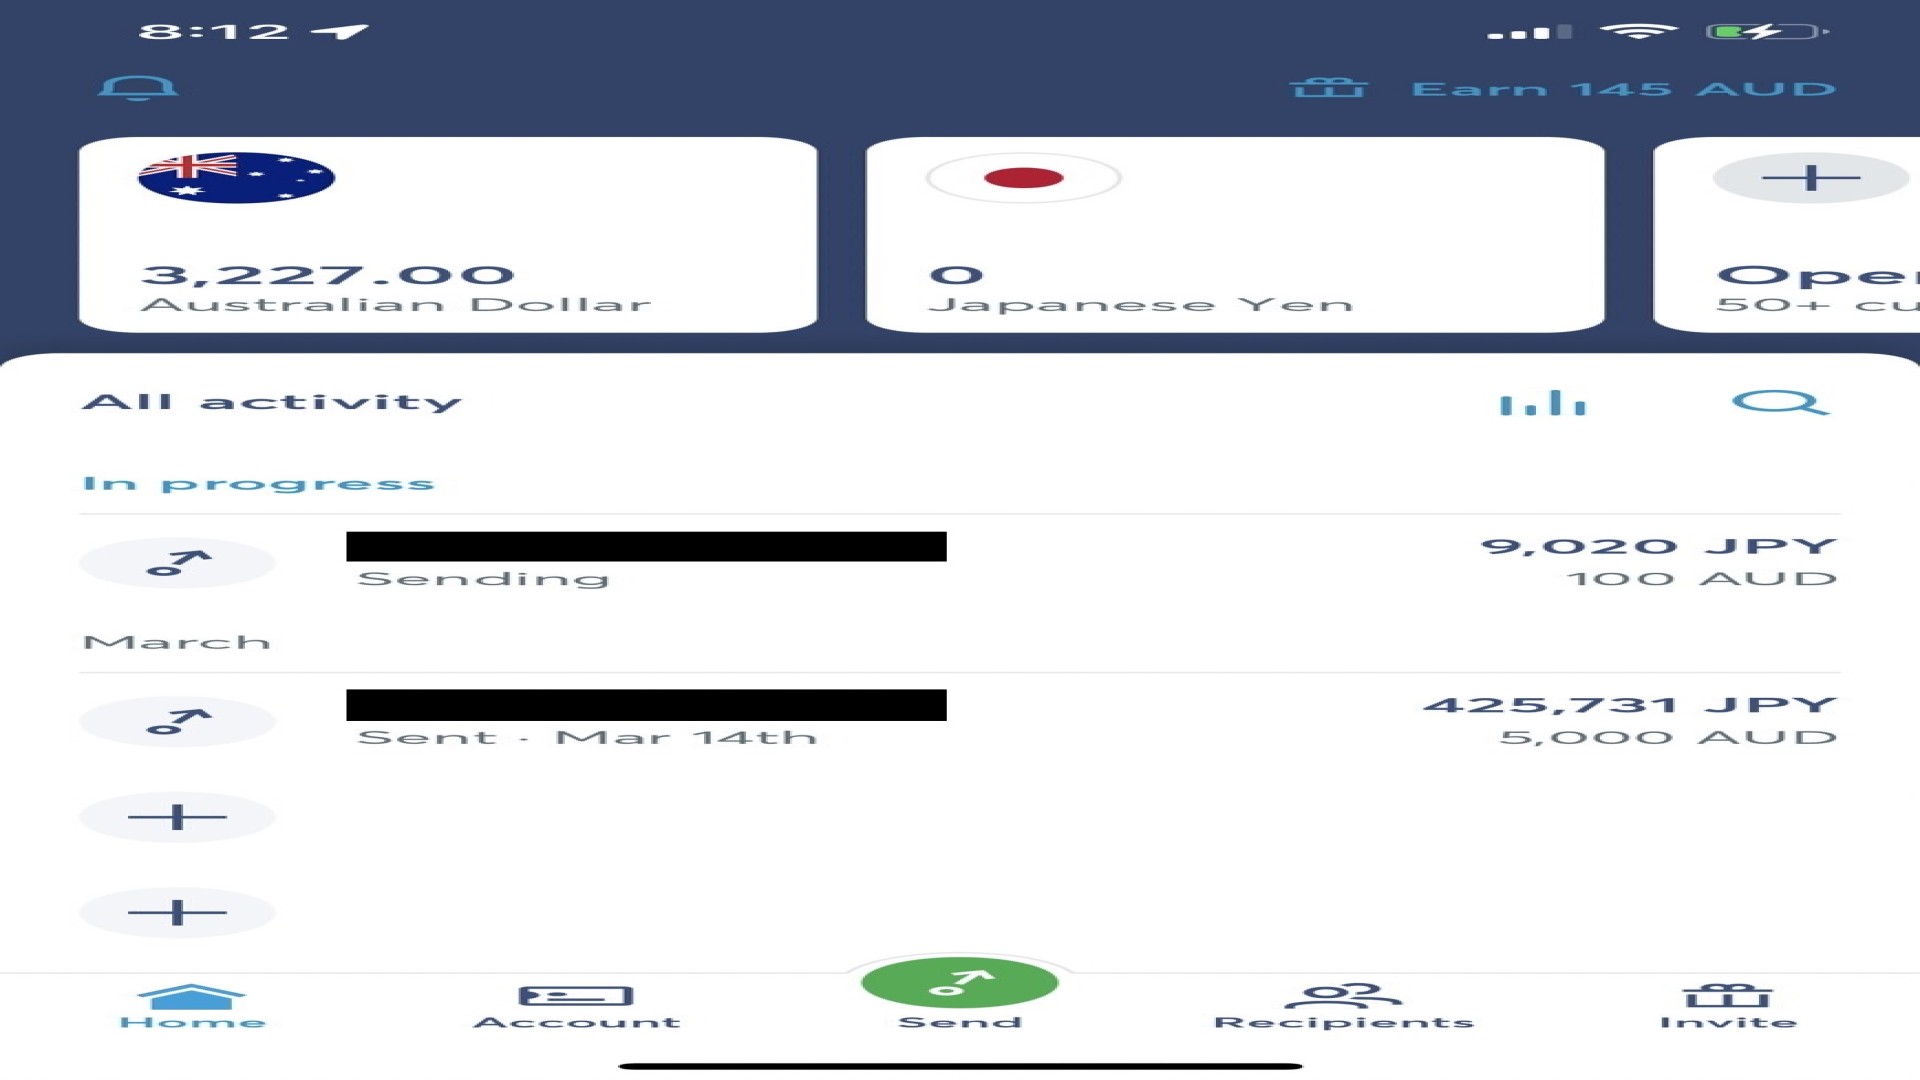 8:12
Earn 145 AUD
3,227.00
Australian Dollar
0
Japanese Yen
Oper
50+ cu
All activity
In progress
9,020 JPY
Sending
100 AUD
March
425,731 JPY
Sent · Mar 14th
5,000 AUD
Home
Account
Send
Recipients
Invite